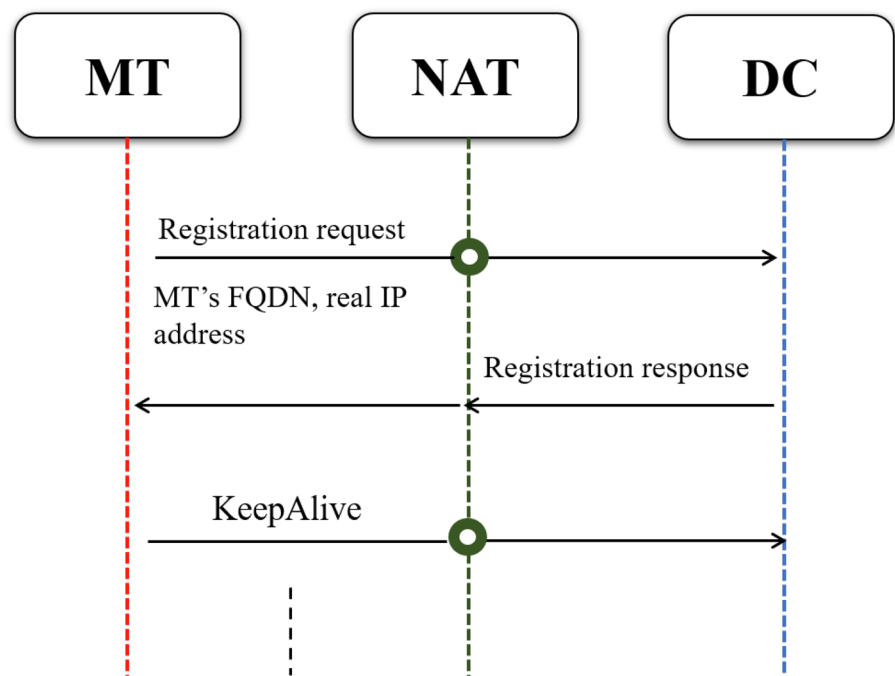 MT
NAT
DC
Registration request
MT’s FQDN, real IP
address
Registration response
KeepAlive